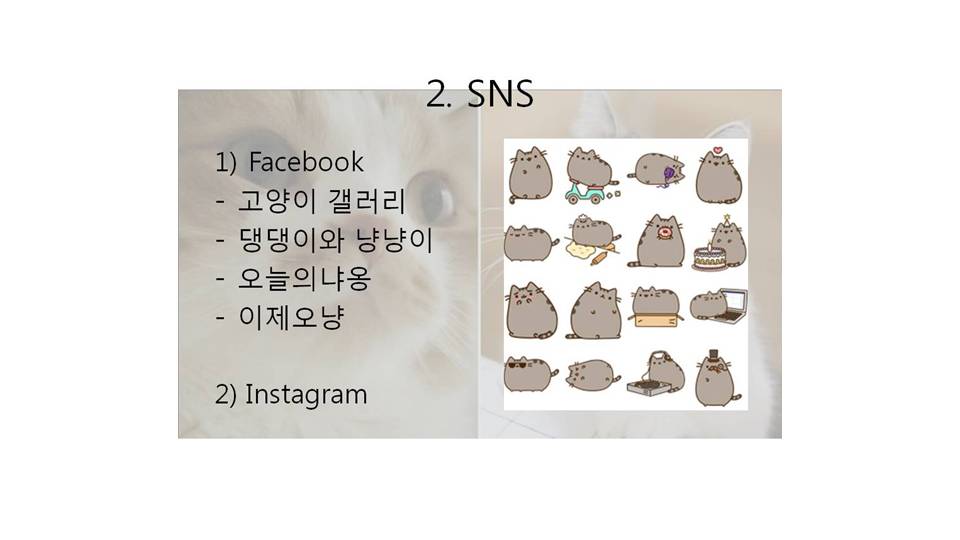 2. SNS
1) Facebook
- 고양이 갤러리
- 댕댕이와 냥냥이
- 오늘의냐옹
- 이제오냥
2) Instagram